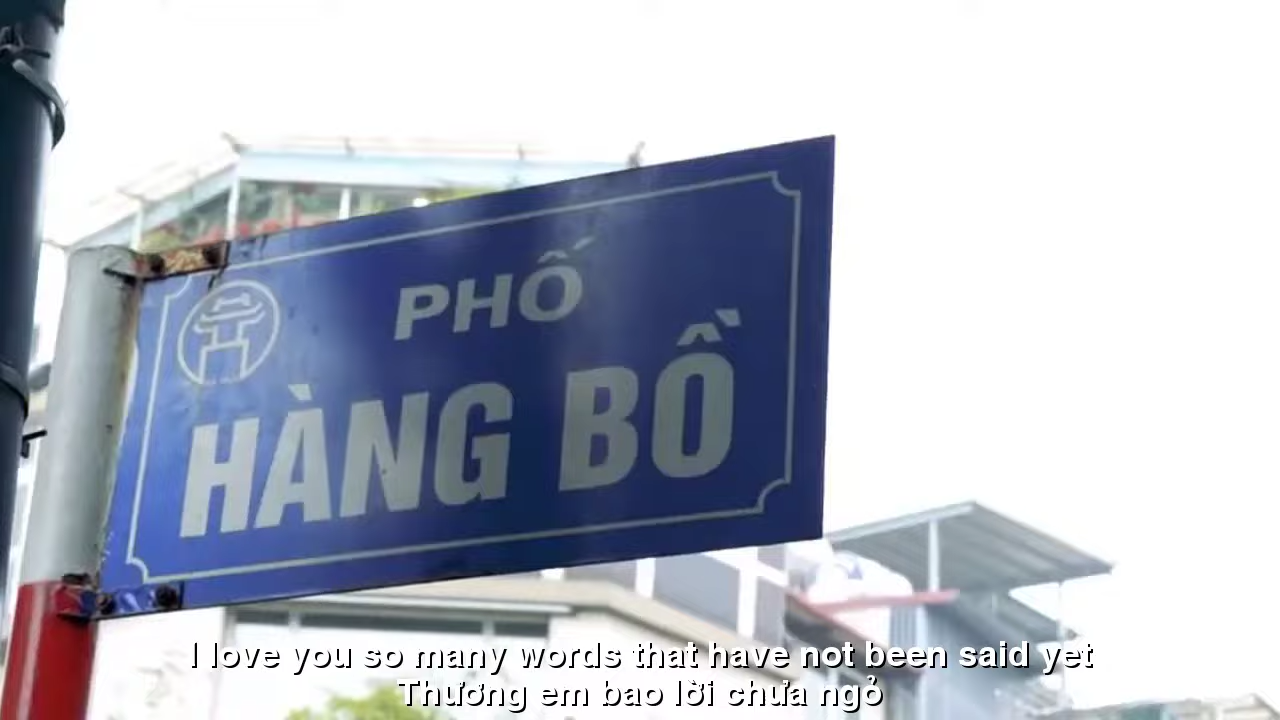 PHỐ
HÀNG BỒ
I love you so many words that have not been said yet
Thương em bao lời chưa ngỏ